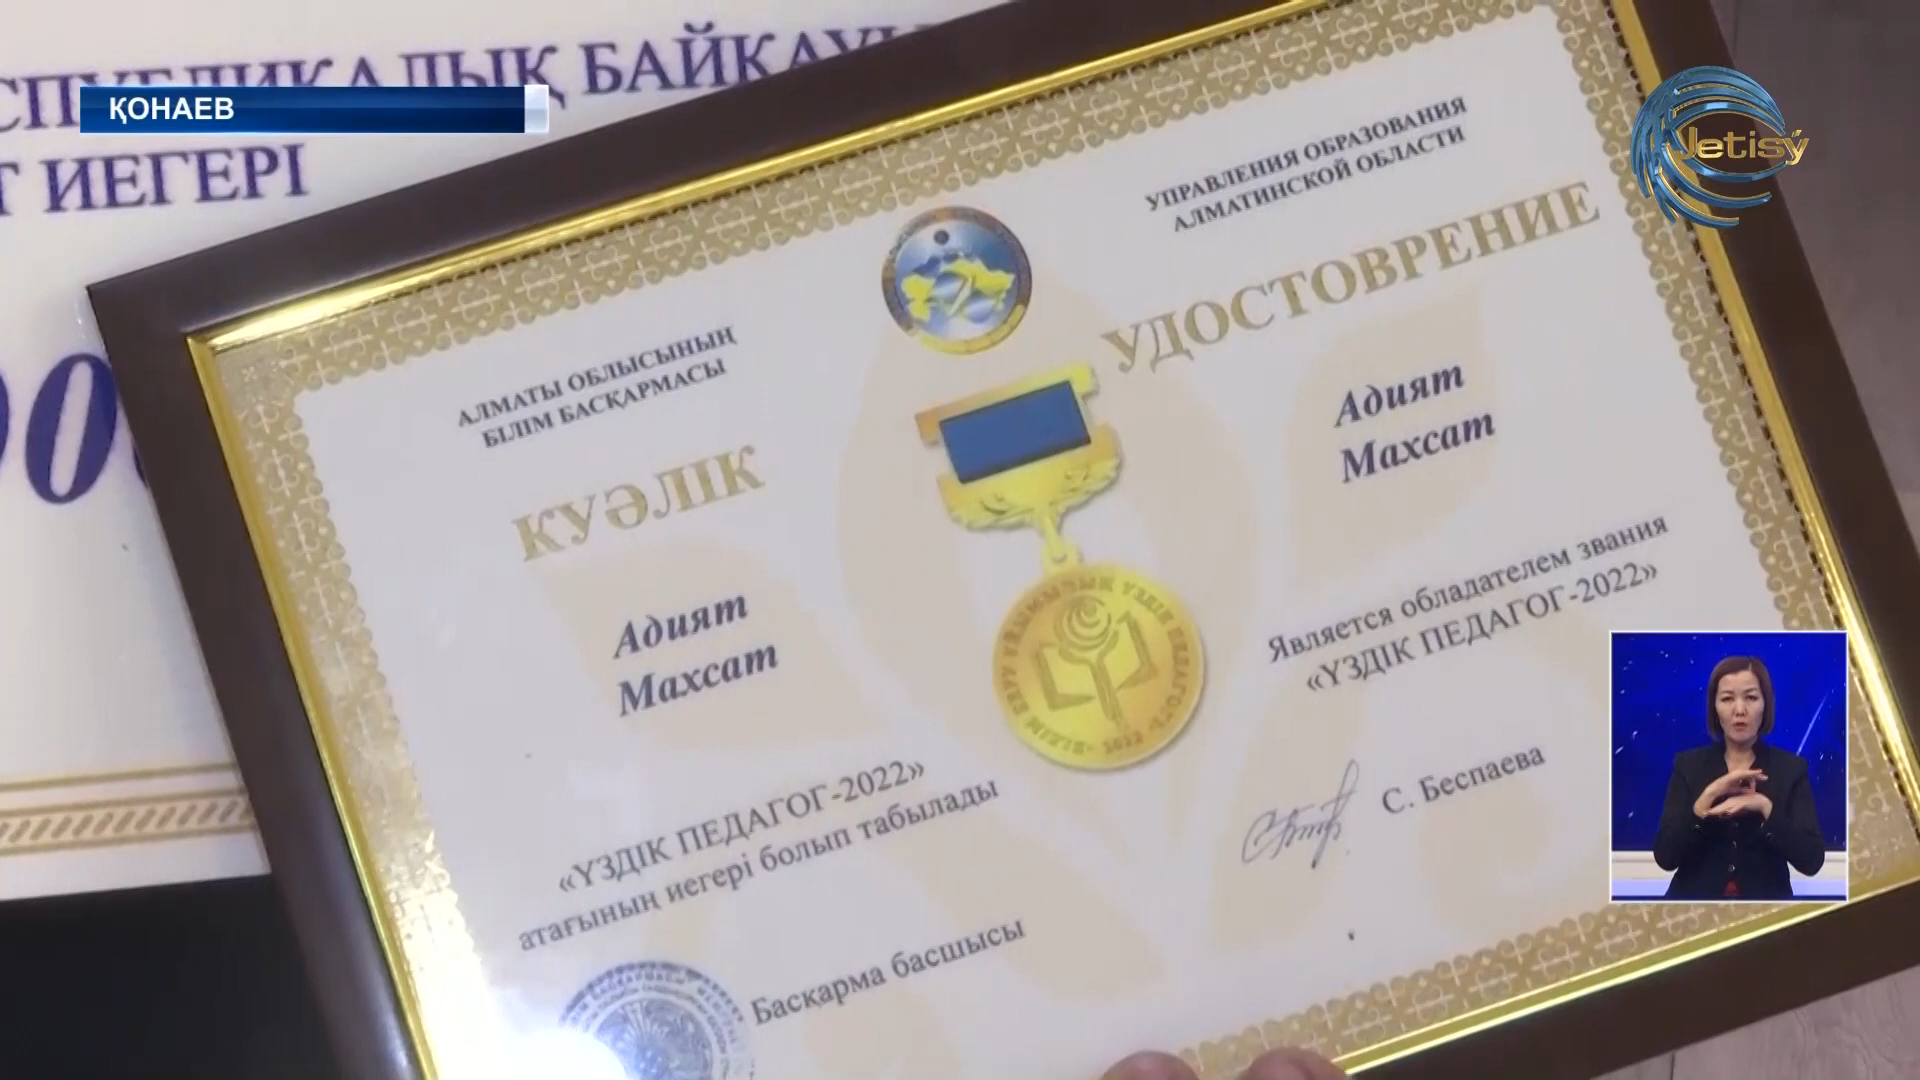 БАЙҚАУ
ИЕГЕРІ
ҚОНАЕВ
Jetisý
АЛМАТЫ ОБЛЫСЫНЫҢ
БІЛІМ БАСҚАРМАСЫ
КУӘЛІК
Адият
Махсат
«ҮЗДІК ПЕДАГОГ-2022»
атағының иегері болып табылады
Басқарма басшысы
УПРАВЛЕНИЯ ОБРАЗОВАНИЯ
АЛМАТИНСКОЙ ОБЛАСТИ
УДОСТОВРЕНИЕ
Адият
Махсат
Является обладателем звания
«ҮЗДІК ПЕДАГОГ-2022»
С. Беспаева